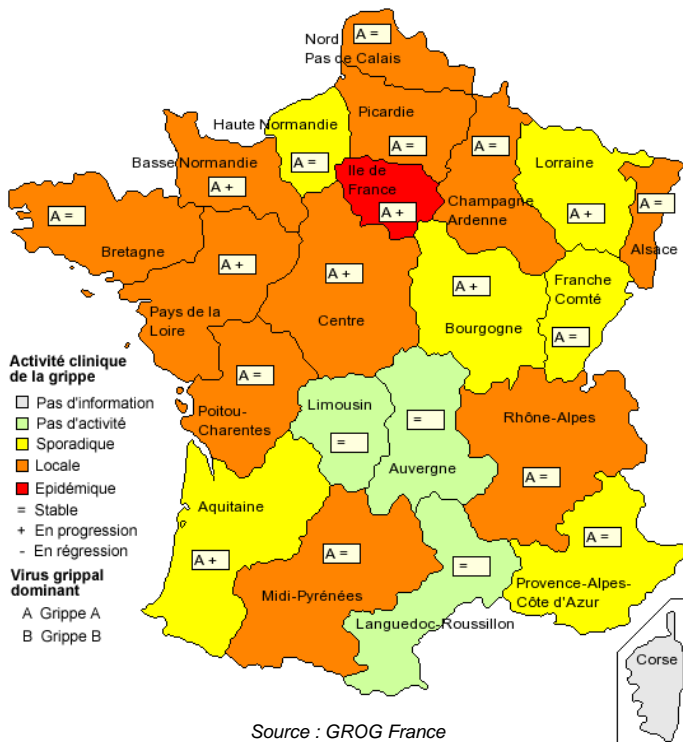 A =
Nord
Pas de Calais
Picardie
A =
Haute Normandie
A =
A =
Lorraine
A +
Basse Normandie
A +
Ile de
France
A +
Champagne
Ardenne
A =
Alsace
A =
Bretagne
A +
Pays de la
Loire
A +
Centre
A +
Bourgogne
Franche
Comté
A =
Activité clinique
de la grippe
Pas d'information
Pas d'activité
Sporadique
Locale
Epidémique
= Stable
+ En progression
- En régression
Virus grippal
dominant
A Grippe A
B Grippe B
A =
Poitou-
Charentes
Limousin
=
=
Auvergne
Rhône-Alpes
A =
Aquitaine
A +
A =
Midi-Pyrénées
=
Languedoc-Roussillon
A =
Provence-Alpes-
Côte d'Azur
Corse
Source : GROG France